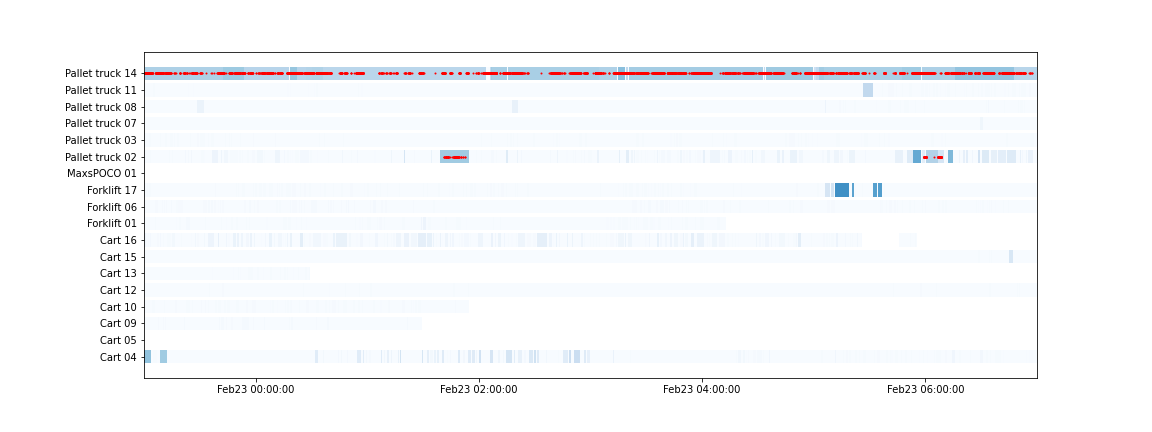 Pallet truck 14
Pallet truck 11
Pallet truck 08
Pallet truck 07
Pallet truck 03
Pallet truck 02
MaxsPOCO 01
Forklift 17
Forklift 06
Forklift 01
Cart 16
Cart 15
Cart 13
Cart 12
Cart 10
Cart 09
Cart 05
Cart 04
Feb23 00:00:00 Feb23 02:00:00 Feb23 04:00:00 Feb23 06:00:00